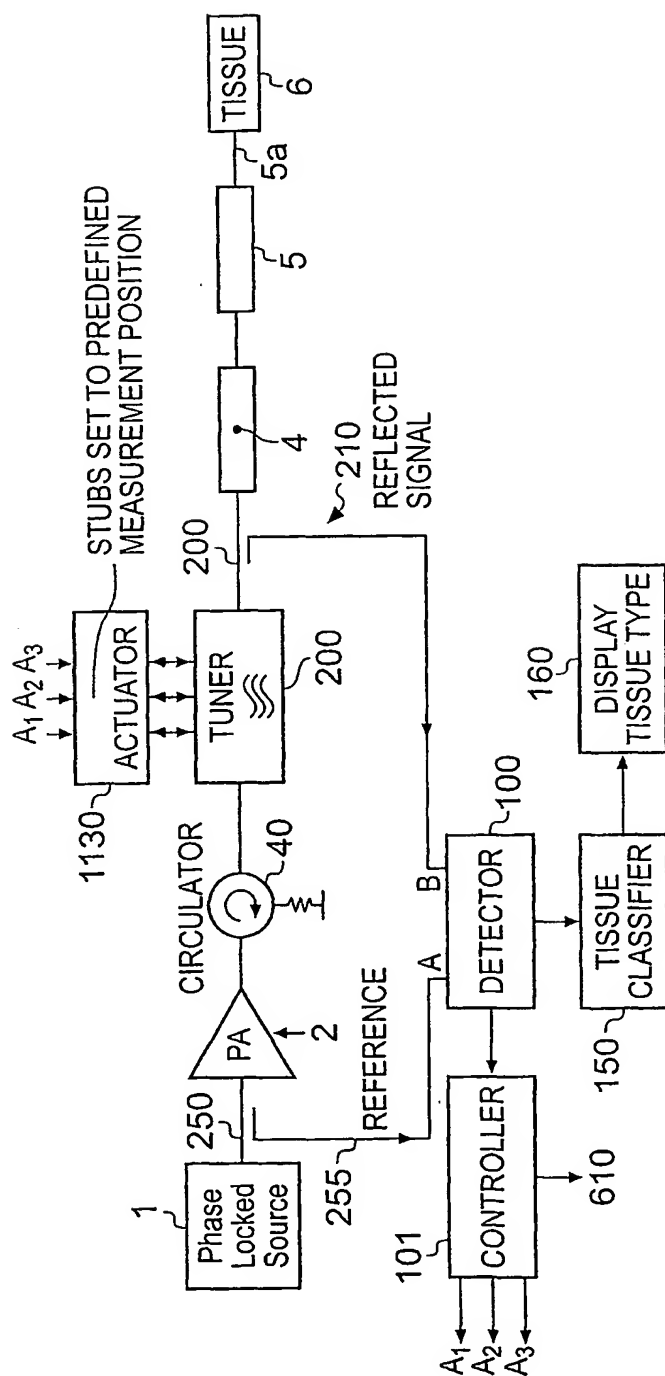 STUBS SET TO PREDEFINED
MEASUREMENT POSITION
A1 A2 A3
ACTUATOR
1130
TISSUE
6
5a
5
4
200
TUNER
200
CIRCULATOR
40
PA
2
250
1
Phase
Locked
Source
210
REFLECTED
SIGNAL
REFERENCE
255
A
B
100
DETECTOR
101
CONTROLLER
A1
A2
A3
610
150
TISSUE
CLASSIFIER
160
DISPLAY
TISSUE TYPE